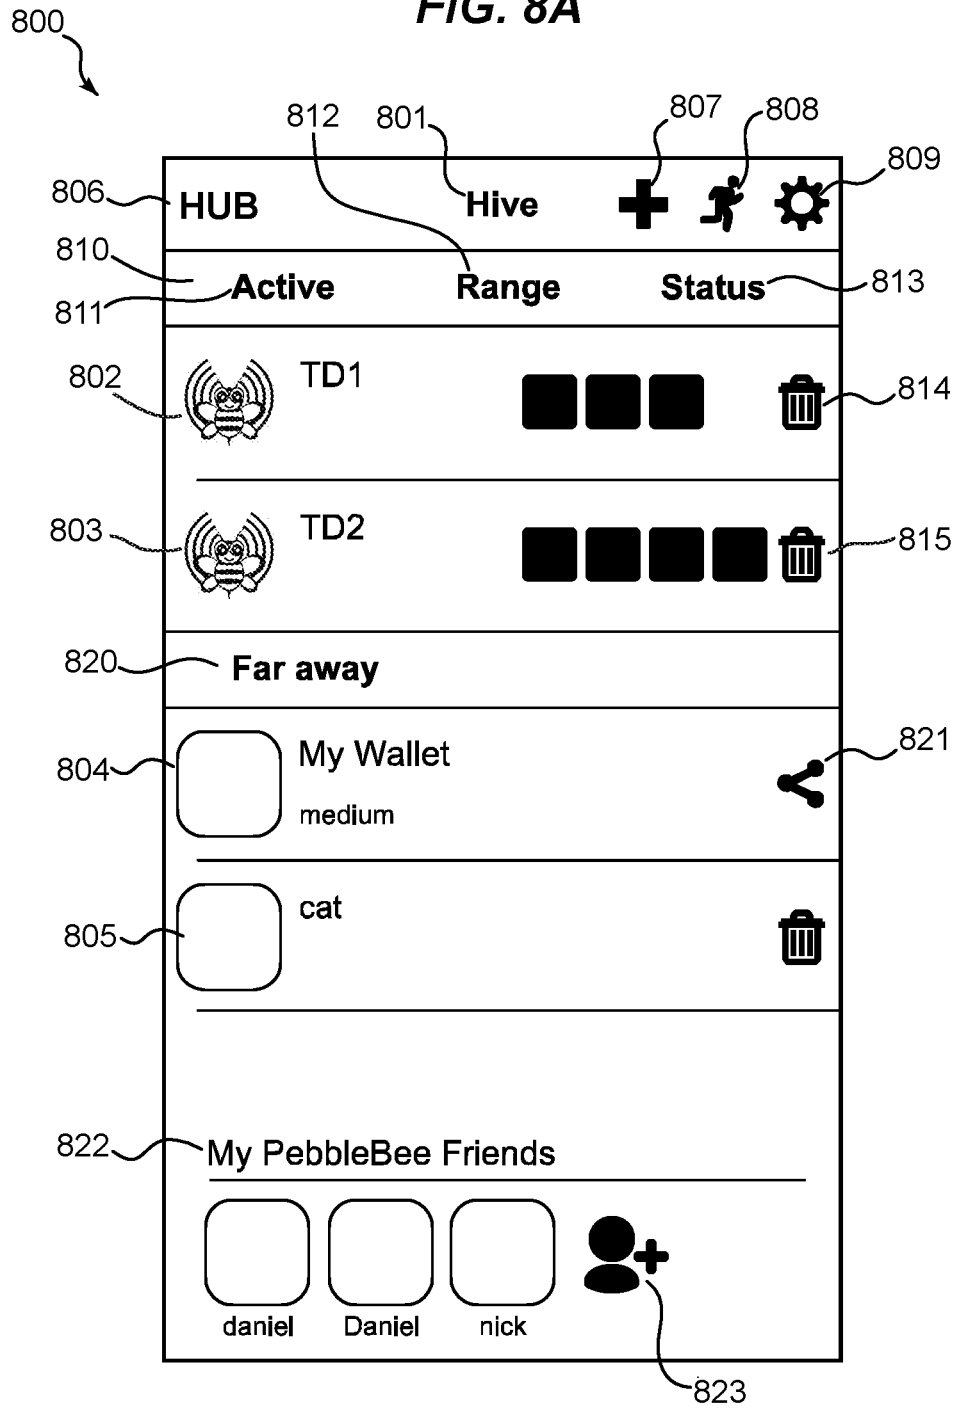 FIG. 8A
800
812 801 807 808 809
806 HUB Hive
810 Active Range Status 813
811
802 TD1 814
803 TD2 815
820 Far away
804 My Wallet 821
medium
805 cat
822 My PebbleBee Friends
daniel Daniel nick
823